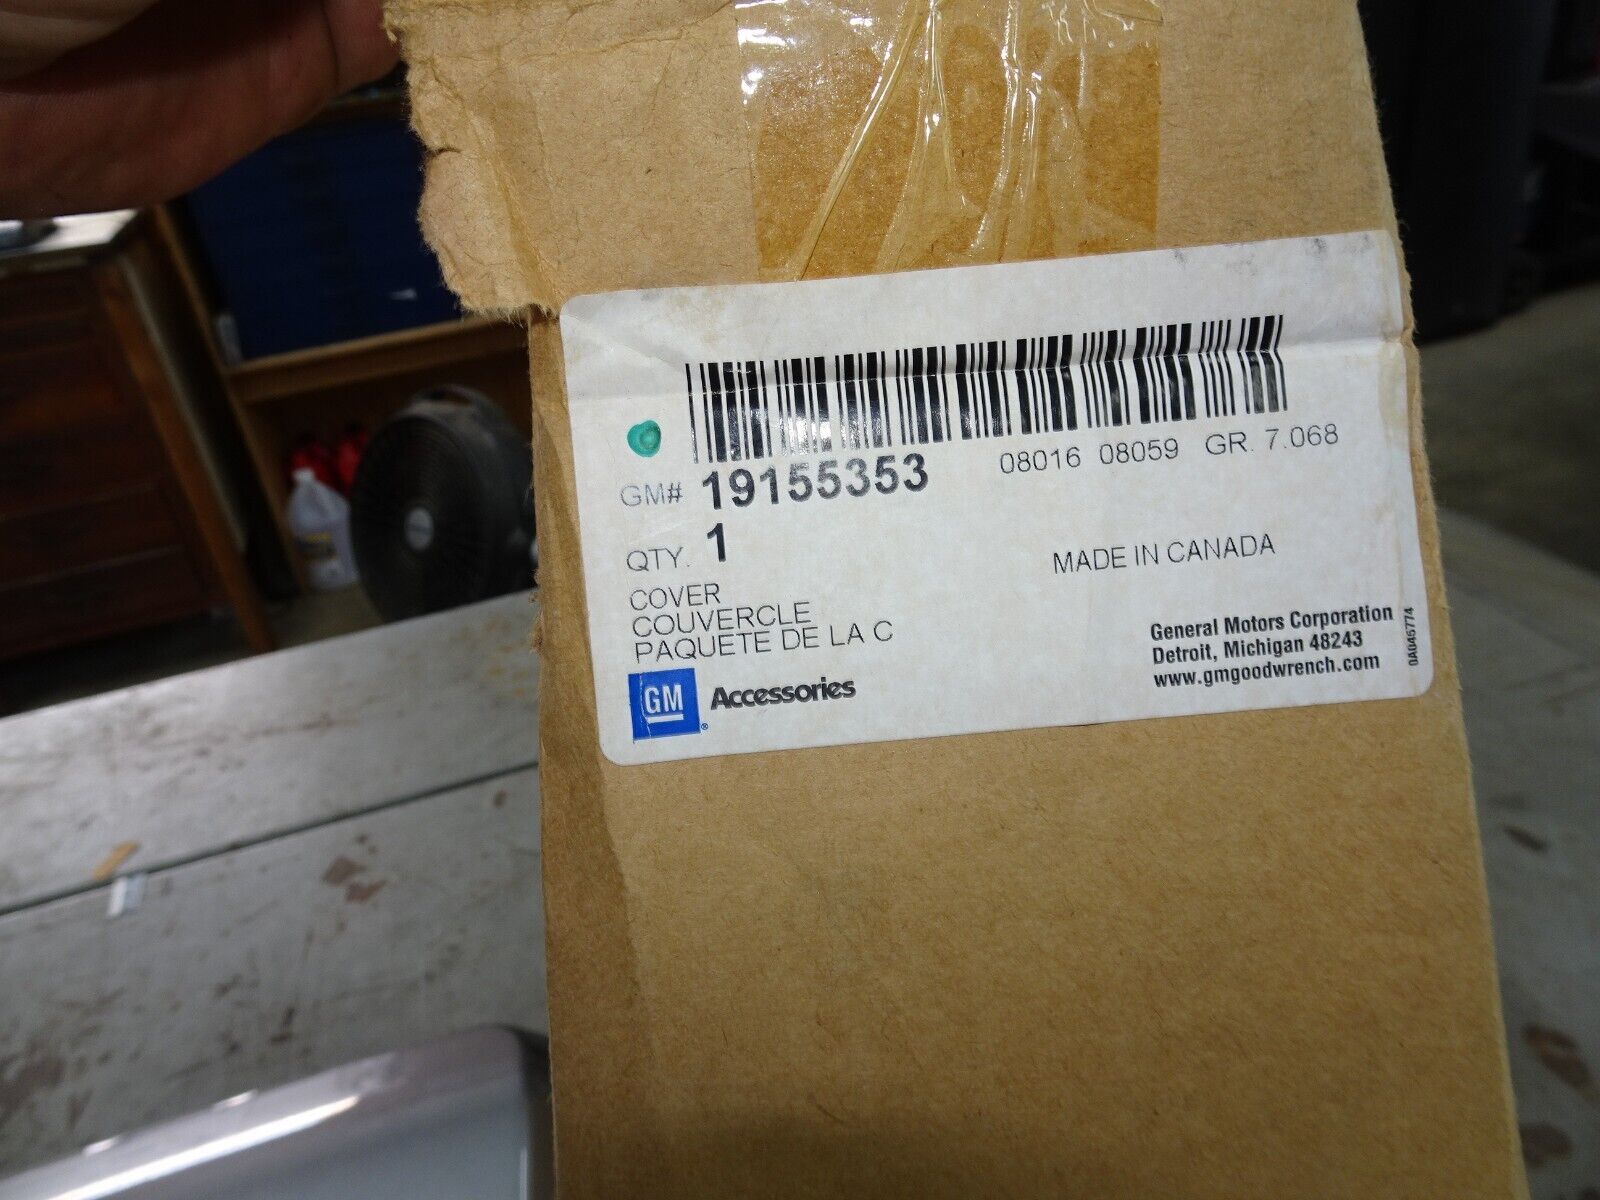 GM# 19155353 08016 08059 GR. 7.068
QTY. 1
MADE IN CANADA
COVER
COUVERCLE
PAQUETE DE LA C
General Motors Corporation
Detroit, Michigan 48243
www.gmgoodwrench.com
0A045774
GM® Accessories